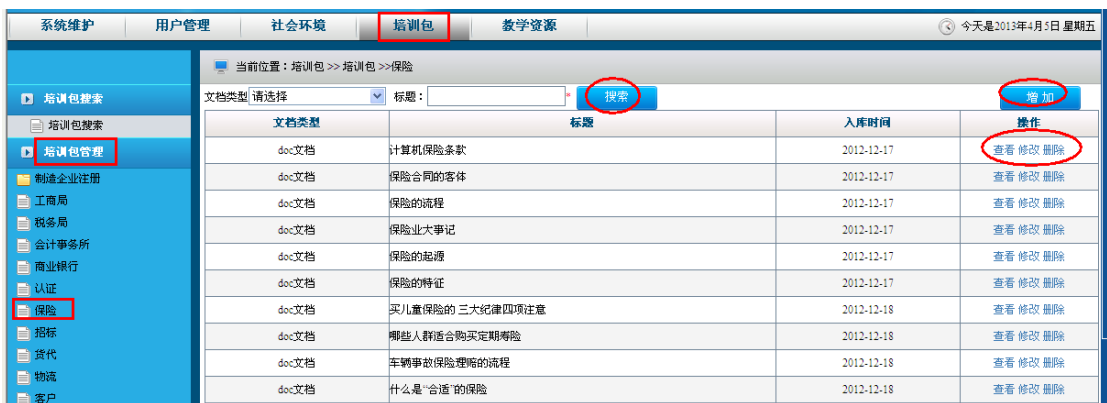 系统维护 用户管理 社会环境 培训包 教学资源 今天是2013年4月5日 星期五
当前位置：培训包 >> 培训包 >>保险
培训包搜索
培训包搜索
培训包管理
制造企业注册
工商局
税务局
会计事务所
商业银行
认证
保险
招标
货代
物流
客户
文档类型 请选择 标题： * 搜索 增加
文档类型 标题 入库时间 操作
doc文档 计算机保险条款 2012-12-17 查看 修改 删除
doc文档 保险合同的客体 2012-12-17 查看 修改 删除
doc文档 保险的流程 2012-12-17 查看 修改 删除
doc文档 保险业大事记 2012-12-17 查看 修改 删除
doc文档 保险的起源 2012-12-17 查看 修改 删除
doc文档 保险的特征 2012-12-17 查看 修改 删除
doc文档 买儿童保险的 三大纪律四项注意 2012-12-18 查看 修改 删除
doc文档 哪些人群适合购买定期寿险 2012-12-18 查看 修改 删除
doc文档 车辆事故保险理赔的流程 2012-12-18 查看 修改 删除
doc文档 什么是“合适”的保险 2012-12-18 查看 修改 删除